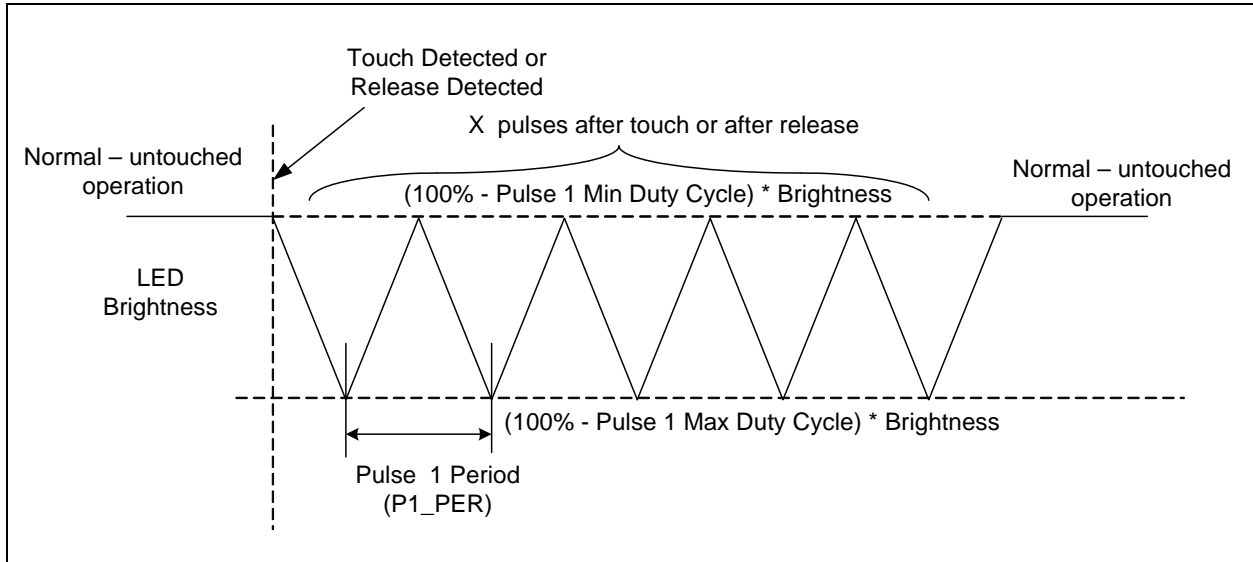 Touch Detected or
Release Detected
X pulses after touch or after release
Normal – untouched
operation
(100% - Pulse 1 Min Duty Cycle) * Brightness
Normal – untouched
operation
LED
Brightness
(100% - Pulse 1 Max Duty Cycle) * Brightness
Pulse 1 Period
(P1_PER)